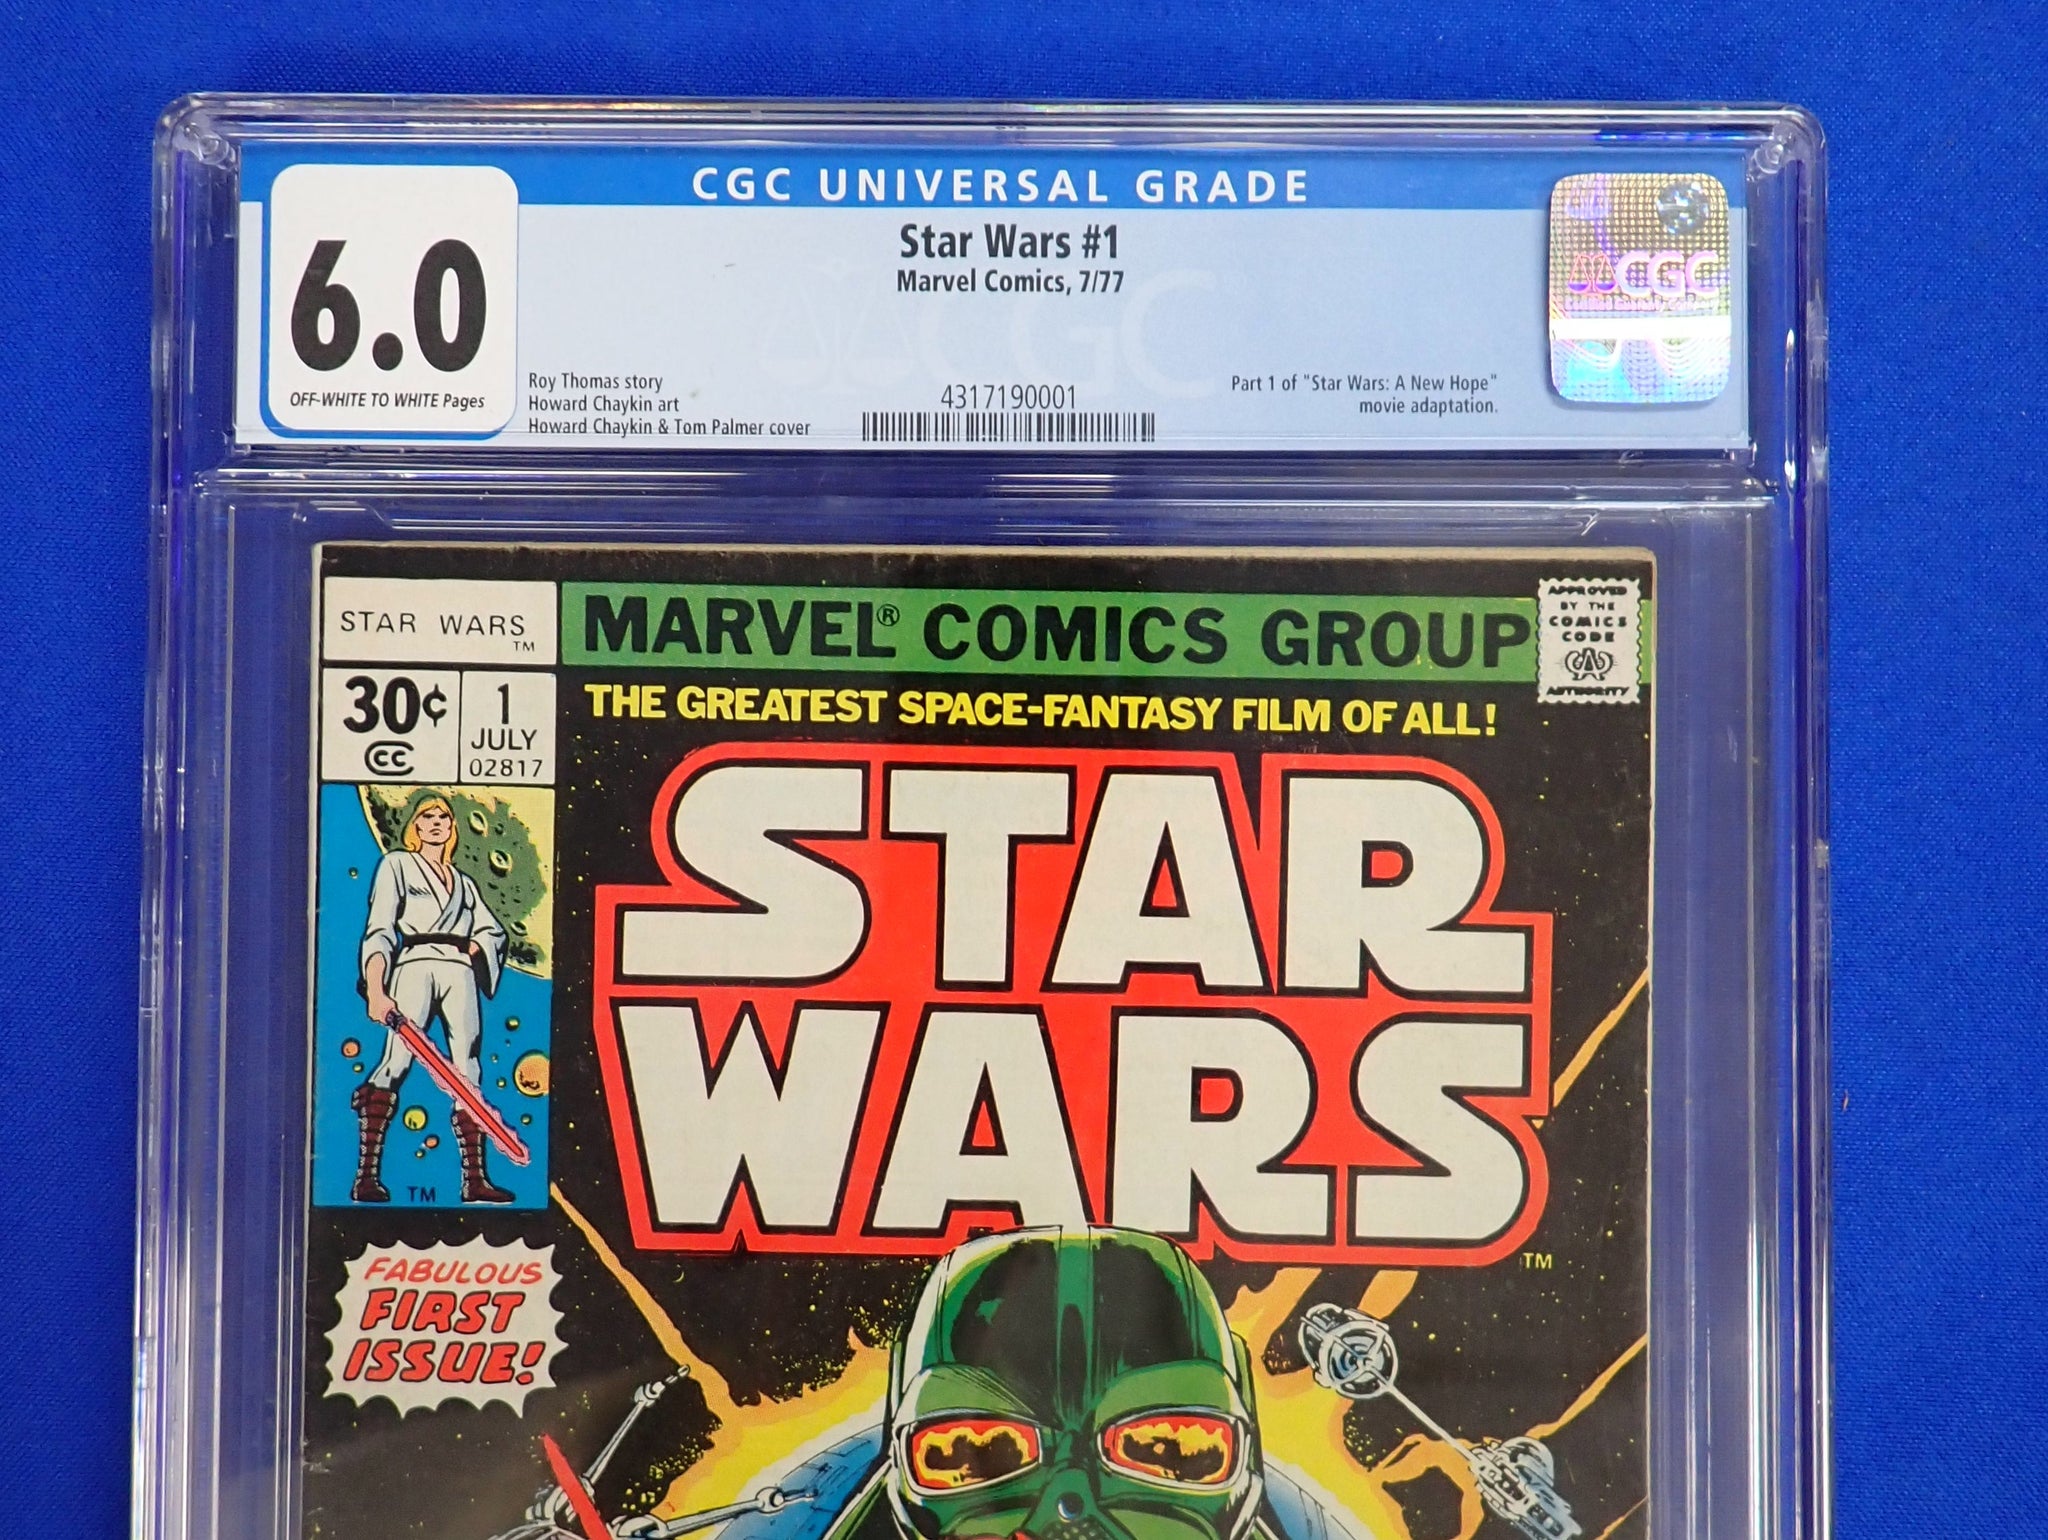 CGC UNIVERSAL GRADE
6.0
OFF-WHITE TO WHITE Pages
Star Wars #1
Marvel Comics, 7/77
Roy Thomas story
Howard Chaykin art
Howard Chaykin & Tom Palmer cover
4317190001
Part 1 of "Star Wars: A New Hope"
movie adaptation.
CGC
CGC
STAR WARS
TM
MARVEL® COMICS GROUP
APPROVED
BY THE
COMICS
CODE
AUTHORITY
30¢
CC
1
JULY
02817
THE GREATEST SPACE-FANTASY FILM OF ALL!
STAR
WARS
TM
TM
FABULOUS
FIRST
ISSUE!